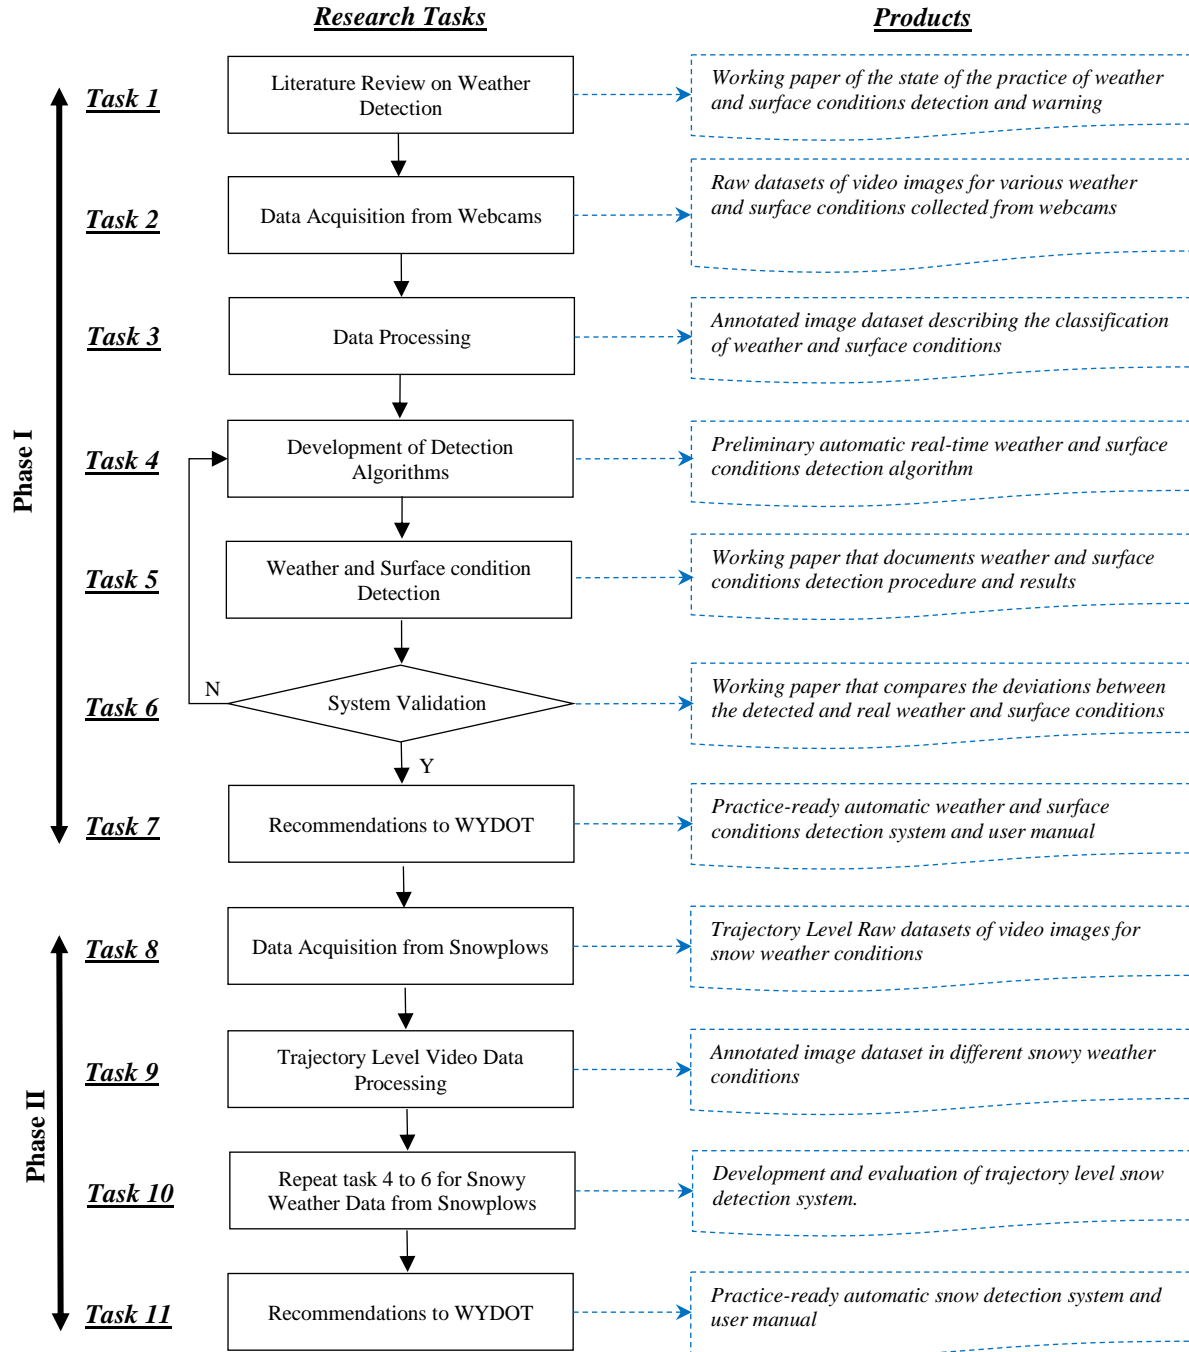 Research Tasks
Products
Phase I
Task 1
Literature Review on Weather
Detection
Working paper of the state of the practice of weather
and surface conditions detection and warning
Task 2
Data Acquisition from Webcams
Raw datasets of video images for various weather
and surface conditions collected from webcams
Task 3
Data Processing
Annotated image dataset describing the classification
of weather and surface conditions
Task 4
Development of Detection
Algorithms
Preliminary automatic real-time weather and surface
conditions detection algorithm
Task 5
Weather and Surface condition
Detection
Working paper that documents weather and surface
conditions detection procedure and results
Task 6
N
System Validation
Y
Working paper that compares the deviations between
the detected and real weather and surface conditions
Task 7
Recommendations to WYDOT
Practice-ready automatic weather and surface
conditions detection system and user manual
Phase II
Task 8
Data Acquisition from Snowplows
Trajectory Level Raw datasets of video images for
snow weather conditions
Task 9
Trajectory Level Video Data
Processing
Annotated image dataset in different snowy weather
conditions
Task 10
Repeat task 4 to 6 for Snowy
Weather Data from Snowplows
Development and evaluation of trajectory level snow
detection system.
Task 11
Recommendations to WYDOT
Practice-ready automatic snow detection system and
user manual